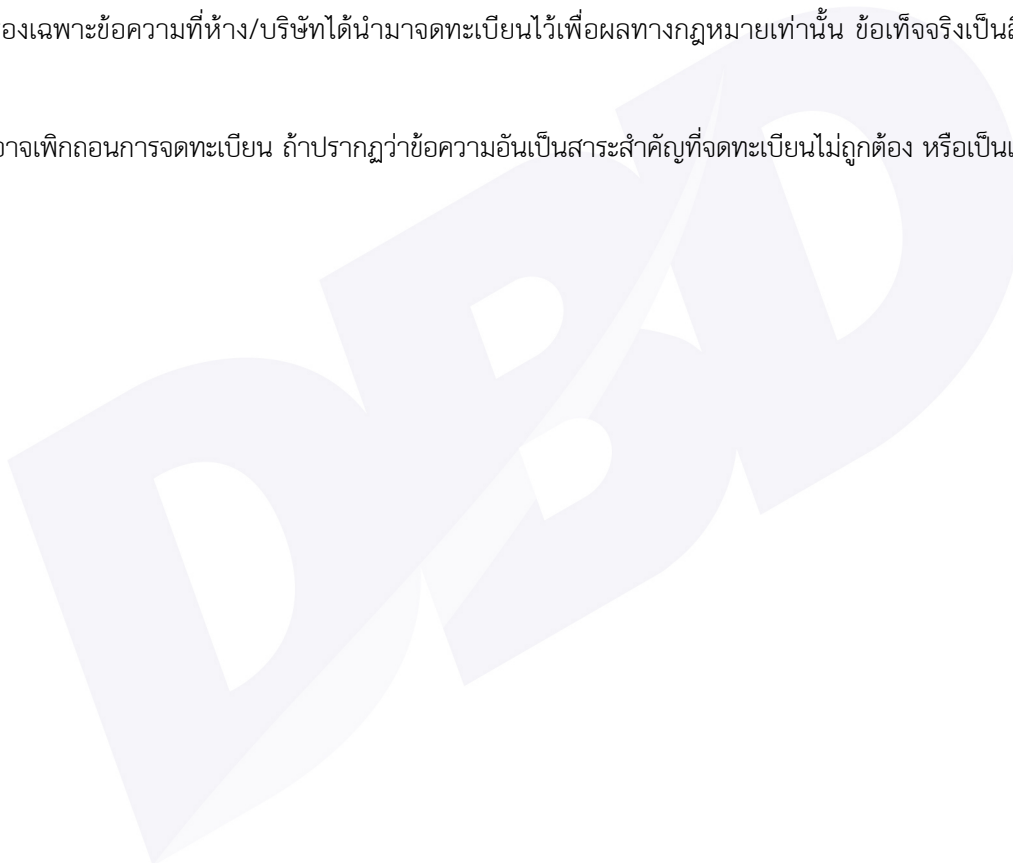 องเฉพาะข้อความที่ห้าง/บริษัทได้นำมาจดทะเบียนไว้เพื่อผลทางกฎหมายเท่านั้น ข้อเท็จจริงเป็น
อาจเพิกถอนการจดทะเบียน ถ้าปรากฏว่าข้อความอันเป็นสาระสำคัญที่จดทะเบียนไม่ถูกต้อง หรือเป็น
DBD